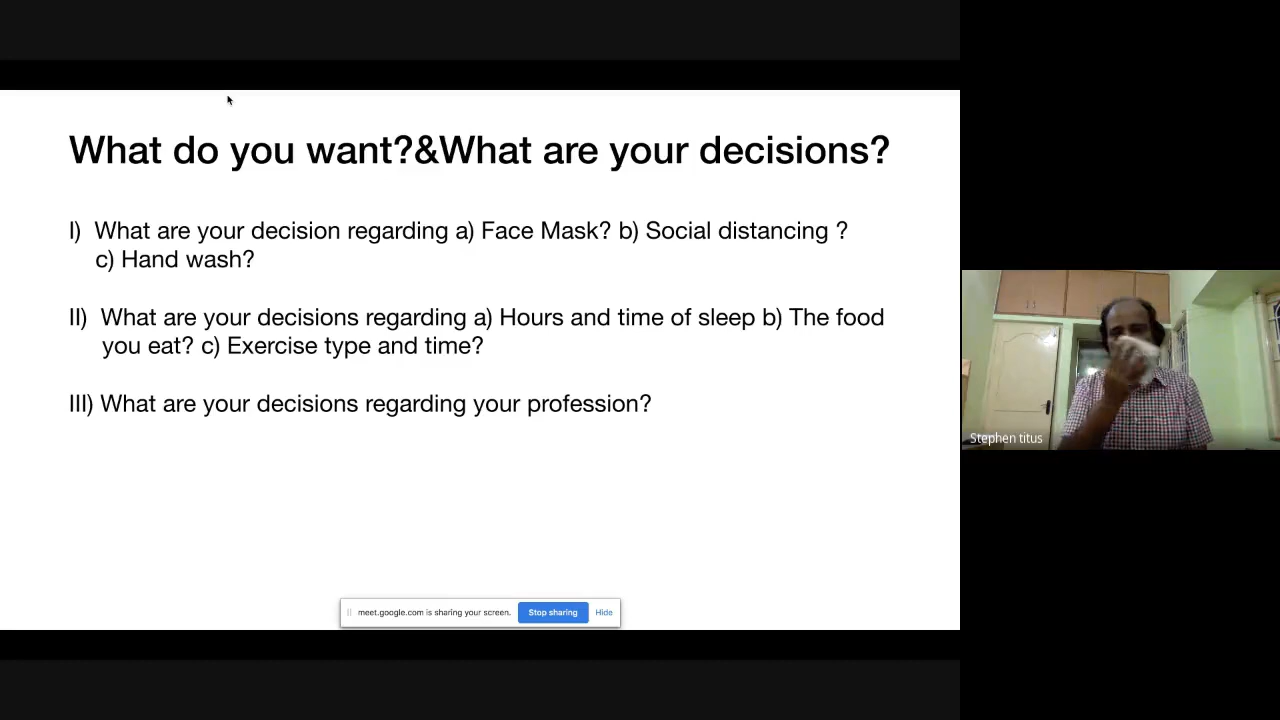 What do you want?&What are your decisions?
I) What are your decision regarding a) Face Mask? b) Social distancing ?
c) Hand wash?
II) What are your decisions regarding a) Hours and time of sleep b) The food
you eat? c) Exercise type and time?
III) What are your decisions regarding your profession?
Stephen titus
meet.google.com is sharing your screen. Stop sharing Hide